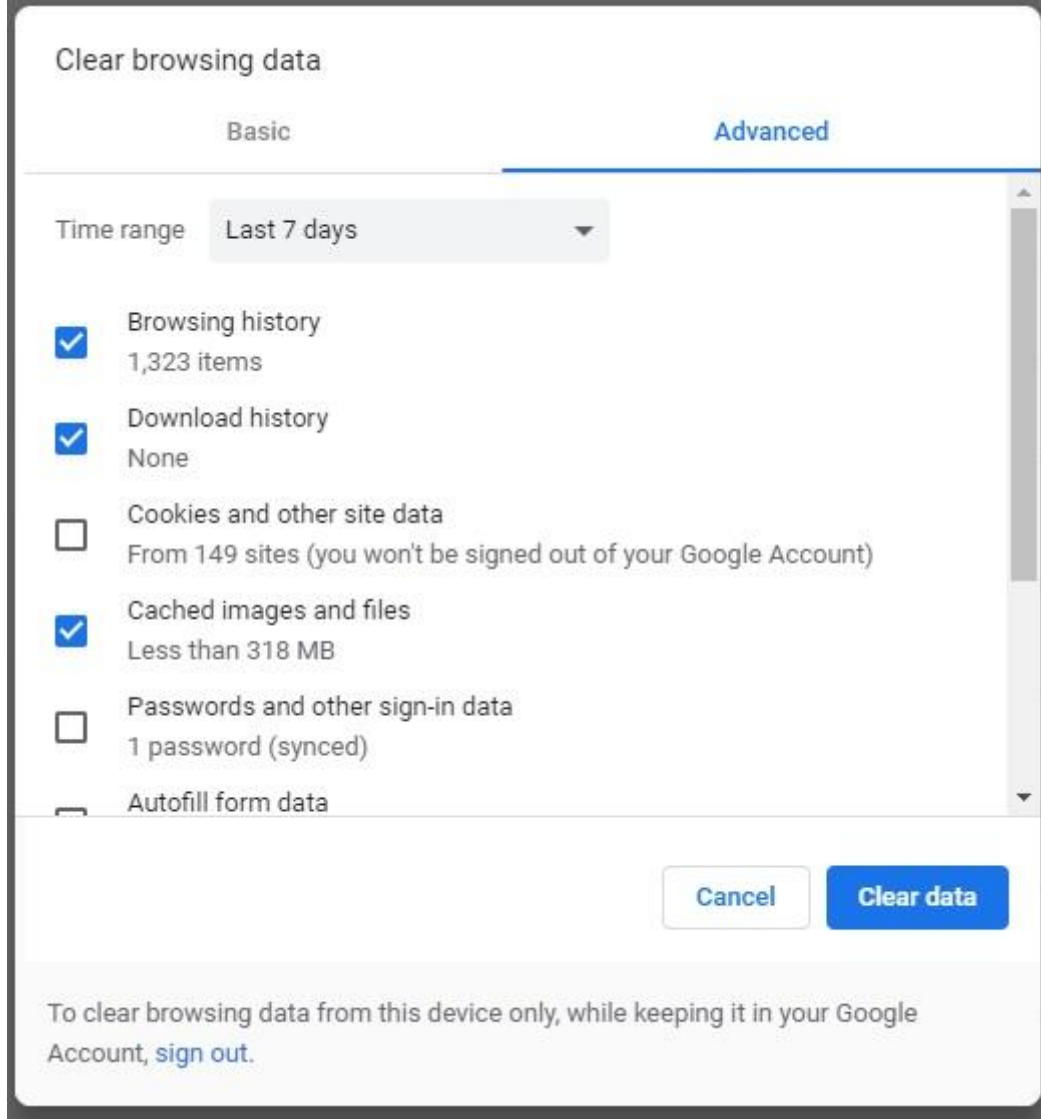 Clear browsing data
Basic
Advanced
Time range
Last 7 days
Browsing history
1,323 items
Download history
None
Cookies and other site data
From 149 sites (you won't be signed out of your Google Account)
Cached images and files
Less than 318 MB
Passwords and other sign-in data
1 password (synced)
Autofill form data
Cancel
Clear data
To clear browsing data from this device only, while keeping it in your Google
Account, sign out.